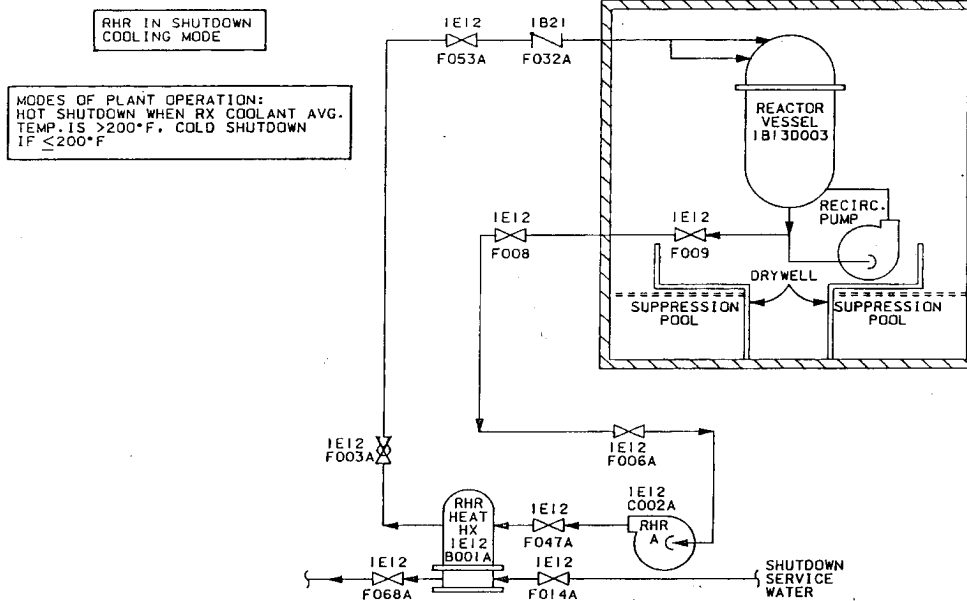 RHR IN SHUTDOWN
COOLING MODE
MODES OF PLANT OPERATION:
HOT SHUTDOWN WHEN RX COOLANT AVG.
TEMP. IS >200°F. COLD SHUTDOWN
IF ≤200°F
1E12
F053A
1B21
F032A
REACTOR
VESSEL
1B13D003
RECIRC.
PUMP
1E12
F008
1E12
F009
DRYWELL
SUPPRESSION
POOL
SUPPRESSION
POOL
1E12
F003A
1E12
F006A
RHR
HEAT
HX
1E12
B001A
1E12
F047A
1E12
C002A
RHR
A
1E12
F068A
1E12
F014A
SHUTDOWN
SERVICE
WATER